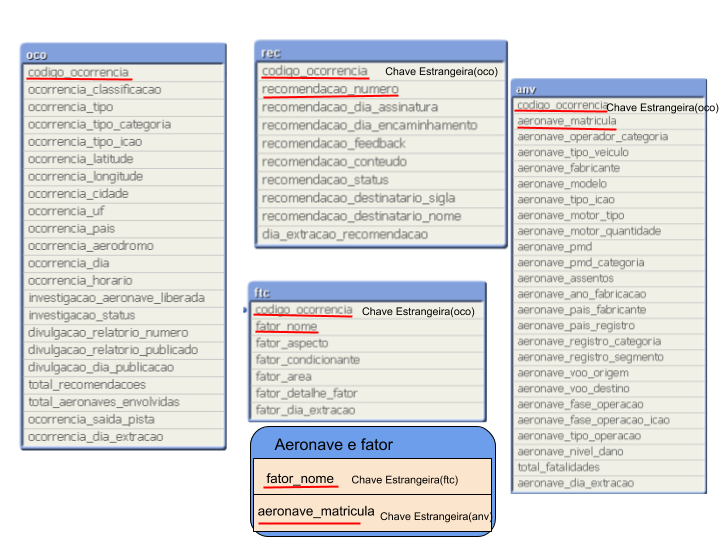 oco
codigo_ocorrencia
ocorrencia_classificacao
ocorrencia_tipo
ocorrencia_tipo_categoria
ocorrencia_tipo_icao
ocorrencia_latitude
ocorrencia_longitude
ocorrencia_cidade
ocorrencia_uf
ocorrencia_pais
ocorrencia_aerodromo
ocorrencia_dia
ocorrencia_horario
investigacao_aeronave_liberada
investigacao_status
divulgacao_relatorio_numero
divulgacao_relatorio_publicado
divulgacao_dia_publicacao
total_recomendacoes
total_aeronaves_envolvidas
ocorrencia_saida_pista
ocorrencia_dia_extracao
rec
codigo_ocorrencia Chave Estrangeira(oco)
recomendacao_numero
recomendacao_dia_assinatura
recomendacao_dia_encaminhamento
recomendacao_feedback
recomendacao_conteudo
recomendacao_status
recomendacao_destinatario_sigla
recomendacao_destinatario_nome
dia_extracao_recomendacao
ftc
codigo_ocorrencia Chave Estrangeira(oco)
fator_nome
fator_aspecto
fator_condicionante
fator_area
fator_detalhe_fator
fator_dia_extracao
Aeronave e fator
fator_nome Chave Estrangeira(ftc)
aeronave_matricula Chave Estrangeira(anv)
anv
codigo_ocorrencia Chave Estrangeira(oco)
aeronave_matricula
aeronave_operador_categoria
aeronave_tipo_veiculo
aeronave_fabricante
aeronave_modelo
aeronave_tipo_icao
aeronave_motor_tipo
aeronave_motor_quantidade
aeronave_pmd
aeronave_pmd_categoria
aeronave_assentos
aeronave_ano_fabricacao
aeronave_pais_fabricante
aeronave_pais_registro
aeronave_registro_categoria
aeronave_registro_segmento
aeronave_voo_origem
aeronave_voo_destino
aeronave_fase_operacao
aeronave_fase_operacao_icao
aeronave_tipo_operacao
aeronave_nivel_dano
total_fatalidades
aeronave_dia_extracao